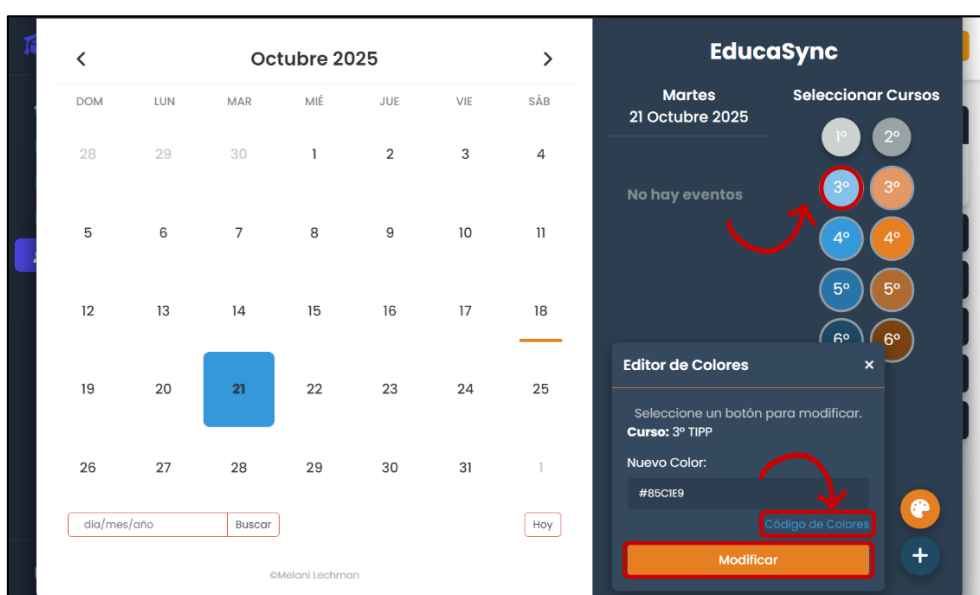 Octubre 2025
DOM LUN MAR MIÉ JUE VIE SÁB
28 29 30 1 2 3 4
5 6 7 8 9 10 11
12 13 14 15 16 17 18
19 20 21 22 23 24 25
26 27 28 29 30 31 1
día/mes/año Buscar Hoy
©Melani Lechman
EducaSync
Martes
21 Octubre 2025
No hay eventos
Seleccionar Cursos
1º 2º
3º 3º
4º 4º
5º 5º
6º 6º
Editor de Colores ×
Seleccione un botón para modificar.
Curso: 3º TIPP
Nuevo Color:
#85C1E9
Código de Colores
Modificar
+